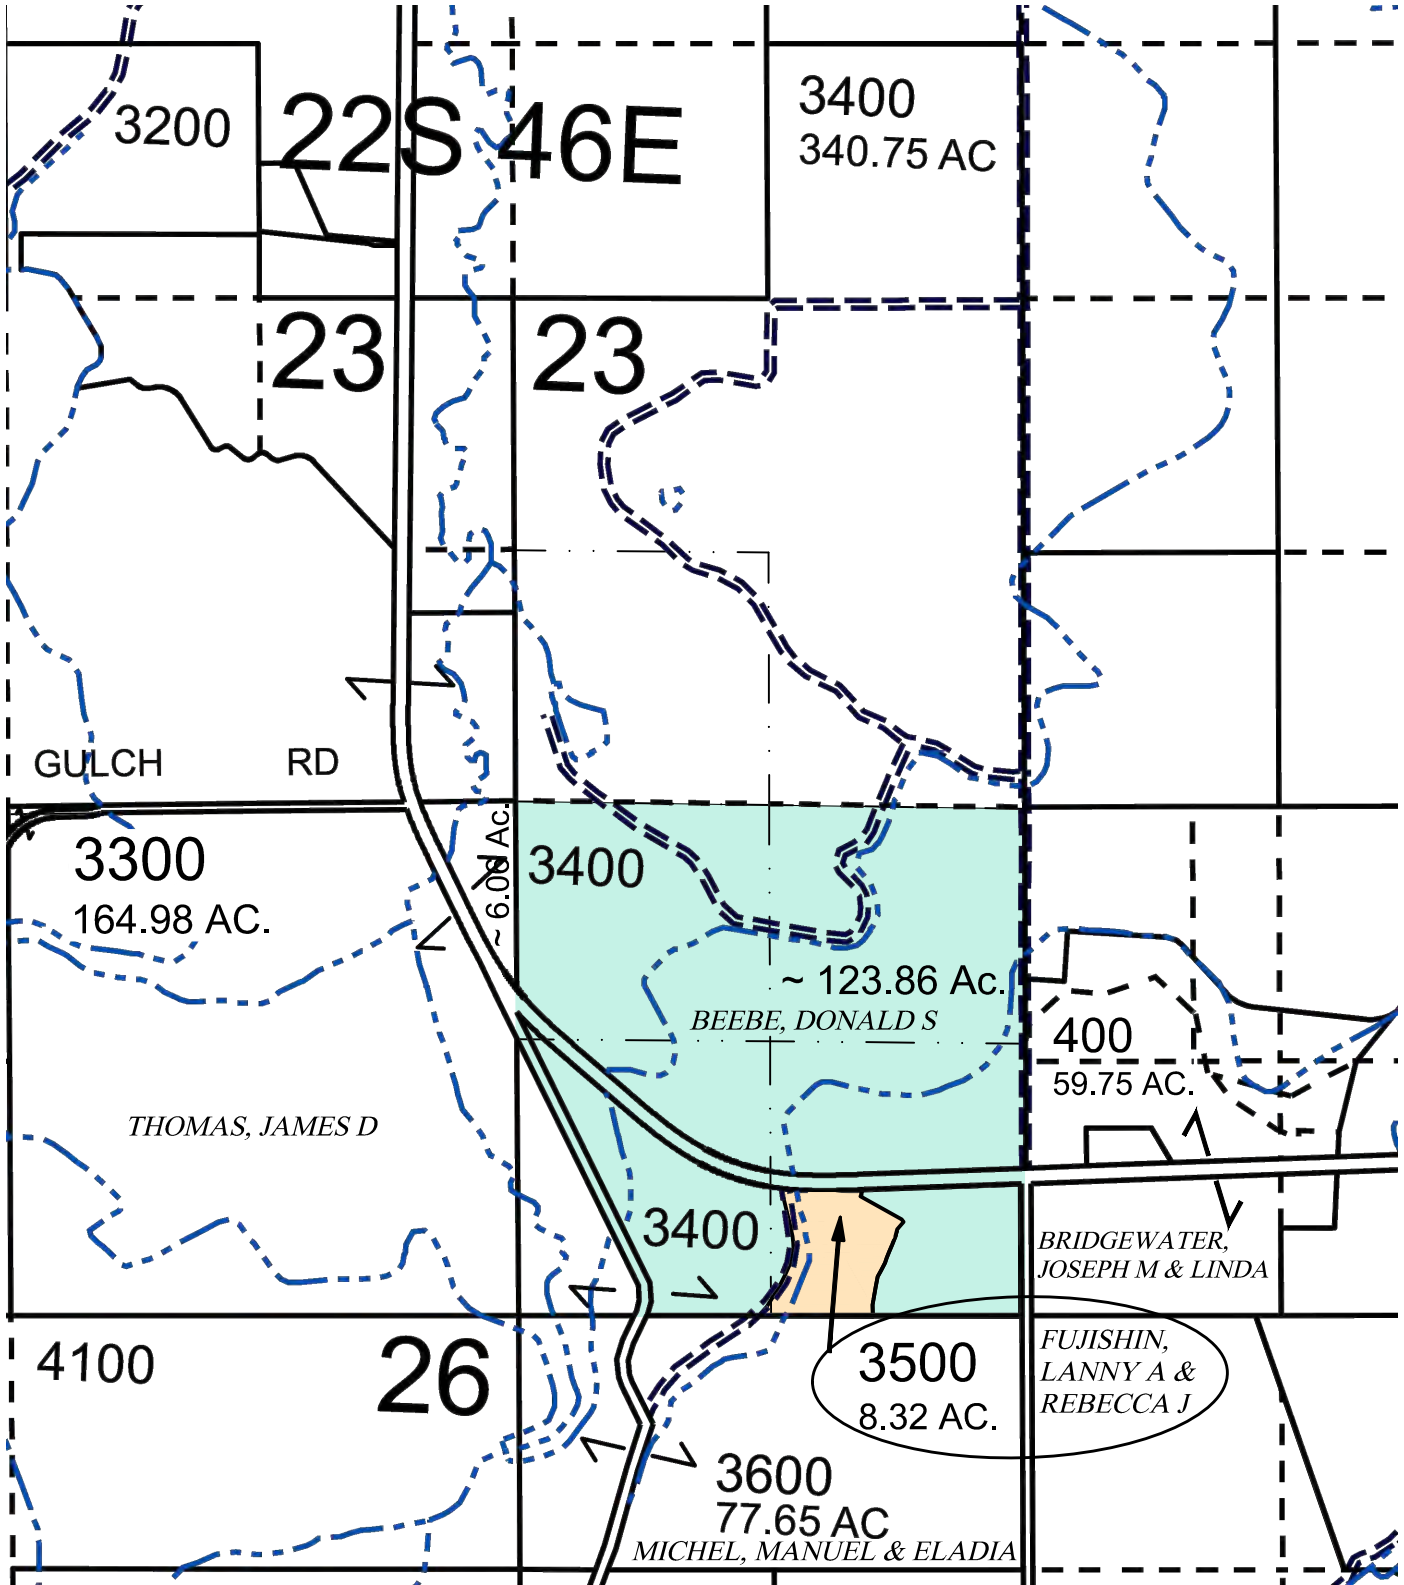 3200
22S 46E
3400
340.75 AC
23
23
GULCH RD
3300
164.98 AC.
~ 6.06 Ac.
3400
~ 123.86 Ac.
BEEBE, DONALD S
400
59.75 AC.
THOMAS, JAMES D
3400
BRIDGEWATER,
JOSEPH M & LINDA
4100
26
3500
8.32 AC.
FUJISHIN,
LANNY A &
REBECCA J
3600
77.65 AC
MICHEL, MANUEL & ELADIA